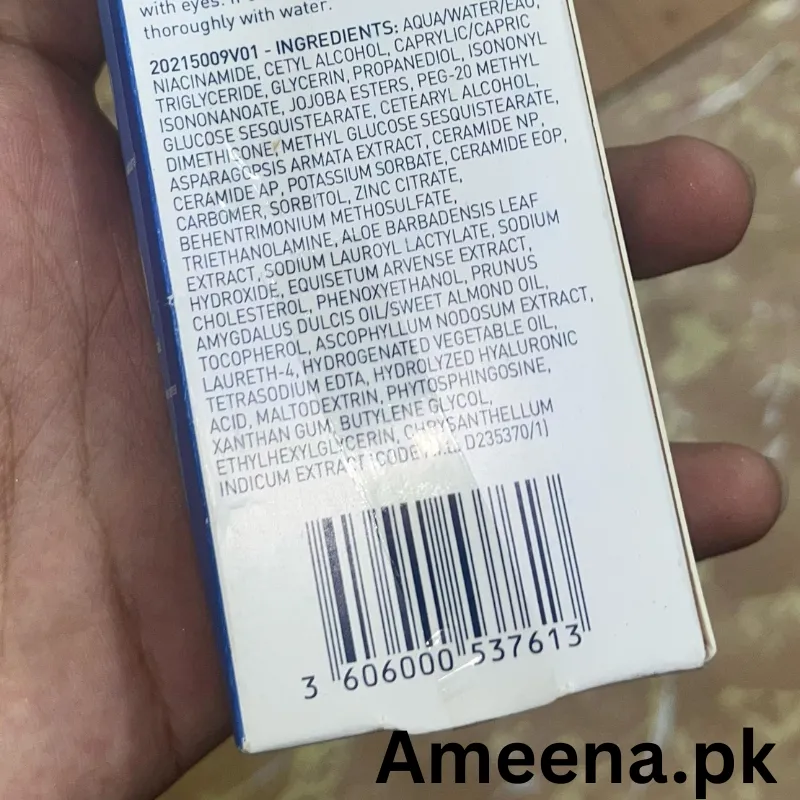 with eyes. If
thoroughly with water.
20215009V01 - INGREDIENTS: AQUA/WATER/EAU,
NIACINAMIDE, CETYL ALCOHOL, CAPRYLIC/CAPRIC
TRIGLYCERIDE, GLYCERIN, PROPANEDIOL, ISONONYL
ISONONANOATE, JOJOBA ESTERS, PEG-20 METHYL
GLUCOSE SESQUISTEARATE, CETEARYL ALCOHOL,
DIMETHICONE, METHYL GLUCOSE SESQUISTEARATE,
ASPARAGOPSIS ARMATA EXTRACT, CERAMIDE NP,
CERAMIDE AP, POTASSIUM SORBATE, CERAMIDE EOP,
CARBOMER, SORBITOL, ZINC CITRATE,
BEHENTRIMONIUM METHOSULFATE,
TRIETHANOLAMINE, ALOE BARBADENSIS LEAF
EXTRACT, SODIUM LAUROYL LACTYLATE, SODIUM
HYDROXIDE, EQUISETUM ARVENSE EXTRACT,
CHOLESTEROL, PHENOXYETHANOL, PRUNUS
AMYGDALUS DULCIS OIL/SWEET ALMOND OIL,
TOCOPHEROL, ASCOPHYLLUM NODOSUM EXTRACT,
LAURETH-4, HYDROGENATED VEGETABLE OIL,
TETRASODIUM EDTA, HYDROLYZED HYALURONIC
ACID, MALTODEXTRIN, PHYTOSPHINGOSINE,
XANTHAN GUM, BUTYLENE GLYCOL,
ETHYLHEXYLGLYCERIN, CHRYSANTHELLUM
INDICUM EXTRACT (CODE F.I.L. D235370/1)
3 606000 537613
Ameena.pk